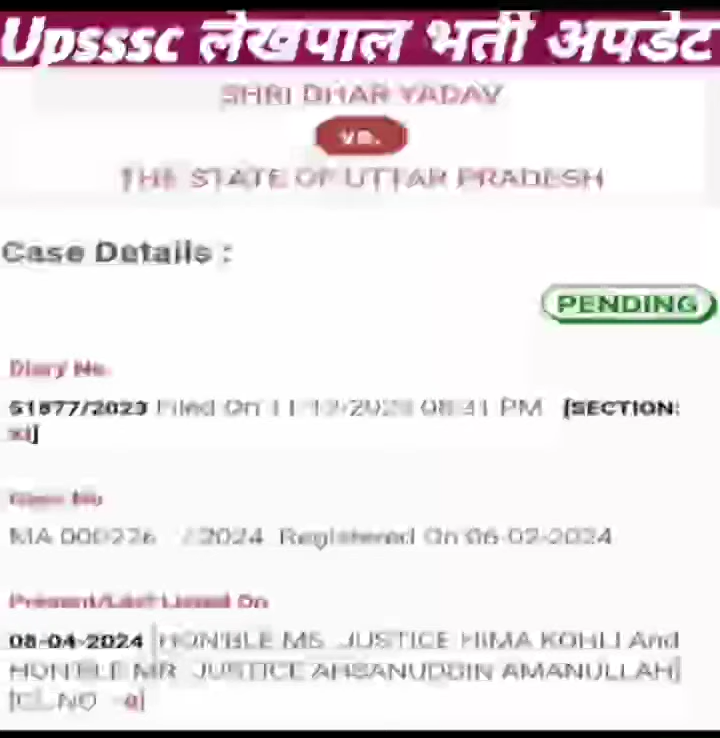 Upsssc लेखपाल भर्ती अपडेट
SHRI DHAR YADAV
vs.
THE STATE OF UTTAR PRADESH
Case Details :
PENDING
Diary No.
51877/2023 Filed On 08:31 PM [SECTION:
XI]
Case No.
MA 000226 / 2024 Registered On 06-02-2024
Present/Last Listed On
08-04-2024 [HON'BLE MS. JUSTICE HIMA KOHLI And
HON'BLE MR. JUSTICE AHSANUDDIN AMANULLAH]
[CL.NO. :